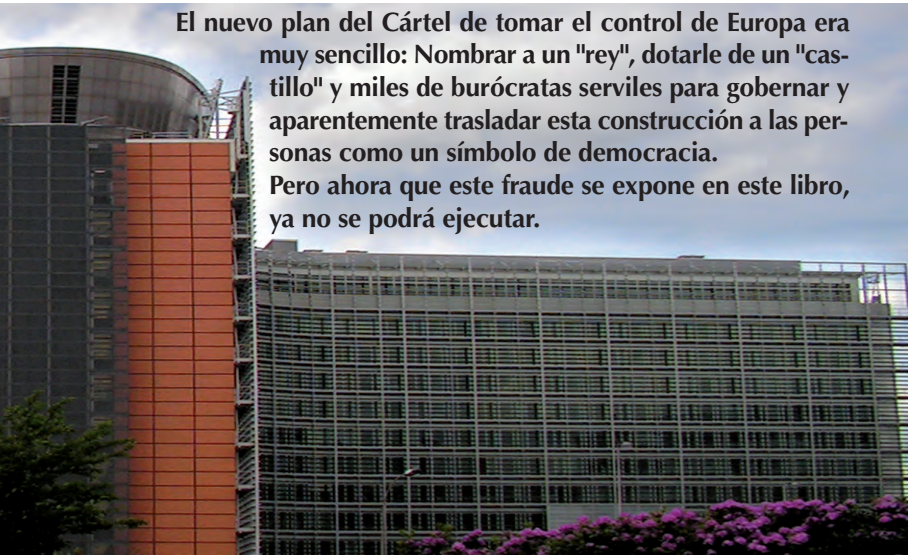 El nuevo plan del Cártel de tomar el control de Europa era
muy sencillo: Nombrar a un "rey", dotarle de un "cas-
tillo" y miles de burócratas serviles para gobernar y
aparentemente trasladar esta construcción a las per-
sonas como un símbolo de democracia.
Pero ahora que este fraude se expone en este libro,
ya no se podrá ejecutar.